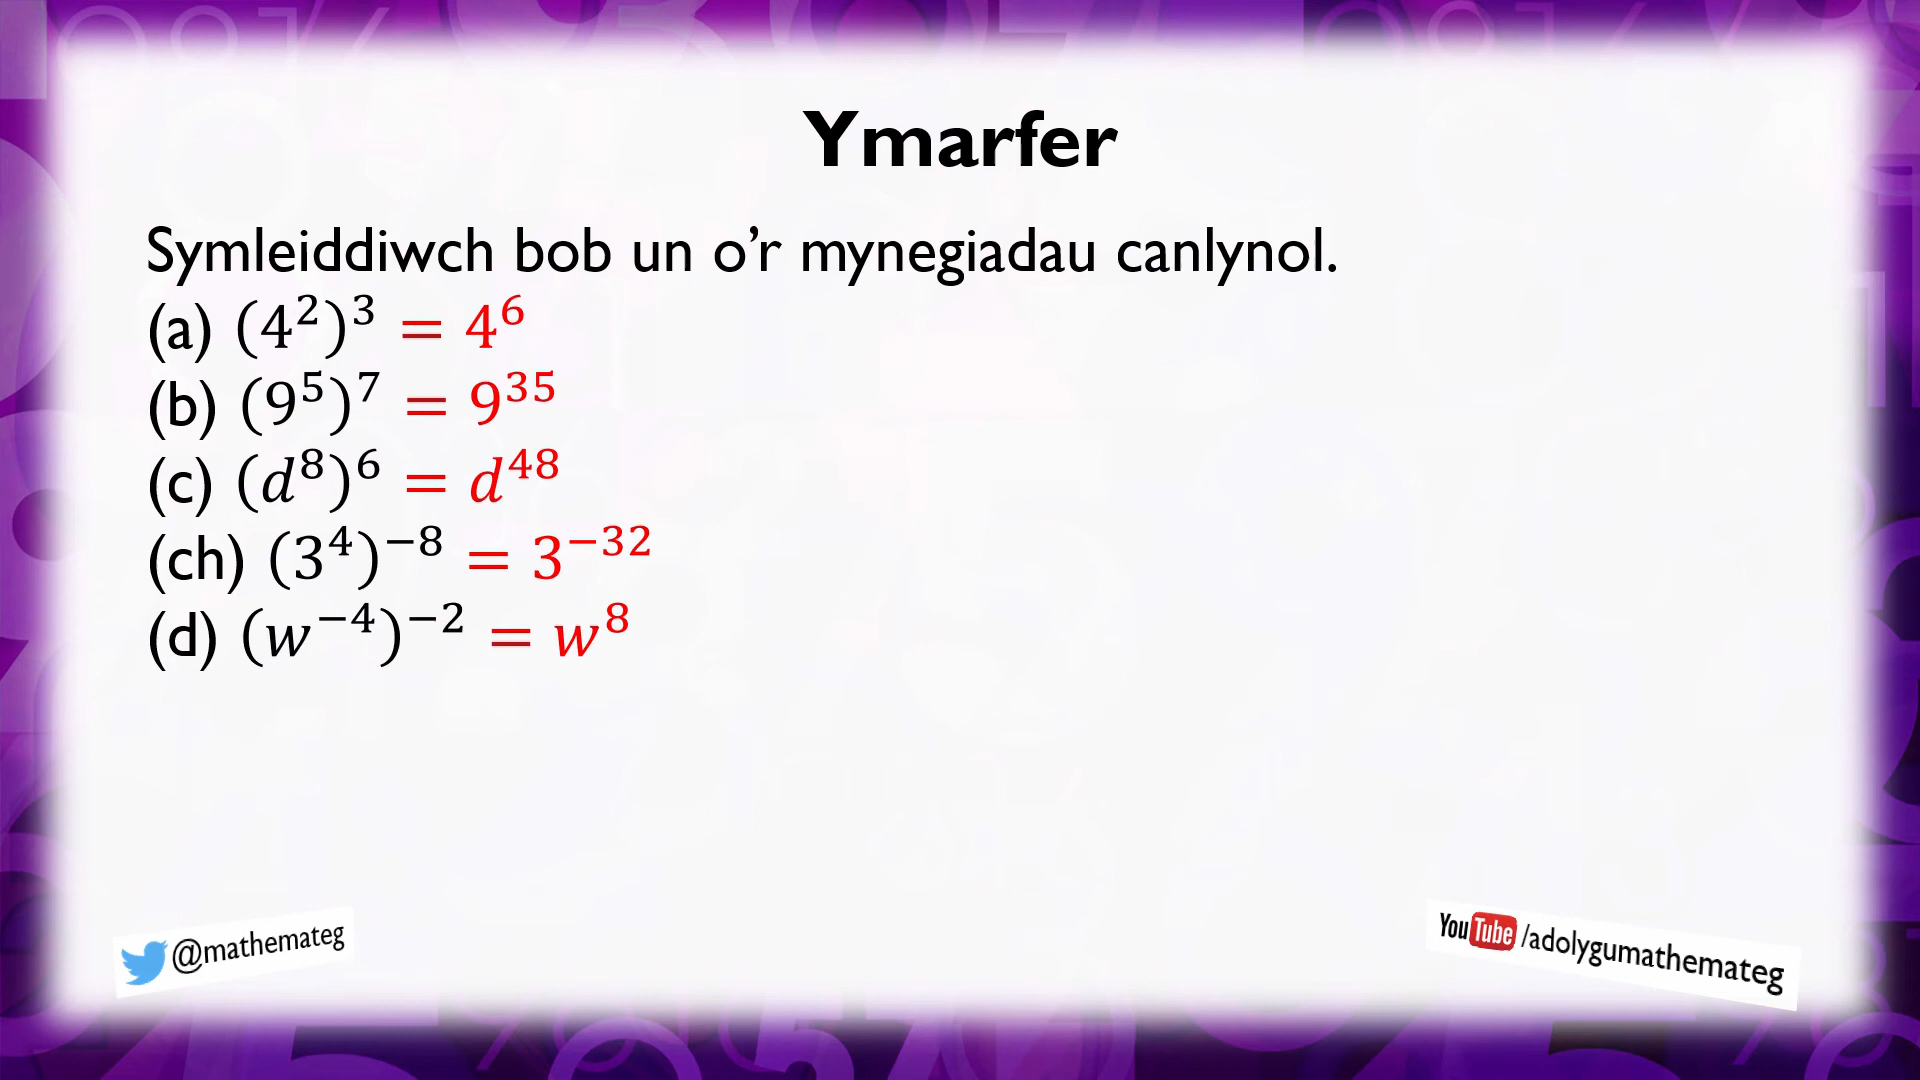 Ymarfer
Symleiddiwch bob un o’r mynegiadau canlynol.
(a) (4²)³ = 4⁶
(b) (9⁵)⁷ = 9³⁵
(c) (d⁸)⁶ = d⁴⁸
(ch) (3⁴)⁻⁸ = 3⁻³²
(d) (w⁻⁴)⁻² = w⁸
@mathemateg
YouTube /adolygumathemateg